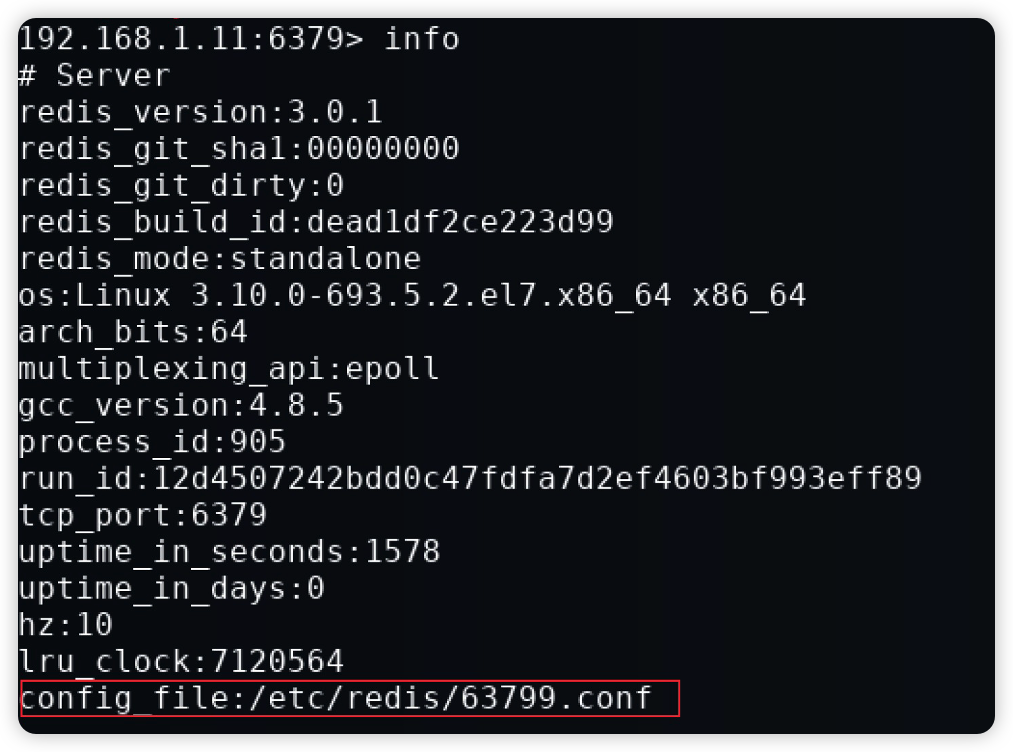 192.168.1.11:6379> info
# Server
redis_version:3.0.1
redis_git_sha1:00000000
redis_git_dirty:0
redis_build_id:dead1df2ce223d99
redis_mode:standalone
os:Linux 3.10.0-693.5.2.el7.x86_64 x86_64
arch_bits:64
multiplexing_api:epoll
gcc_version:4.8.5
process_id:905
run_id:12d4507242bdd0c47fdfa7d2ef4603bf993eff89
tcp_port:6379
uptime_in_seconds:1578
uptime_in_days:0
hz:10
lru_clock:7120564
config_file:/etc/redis/63799.conf